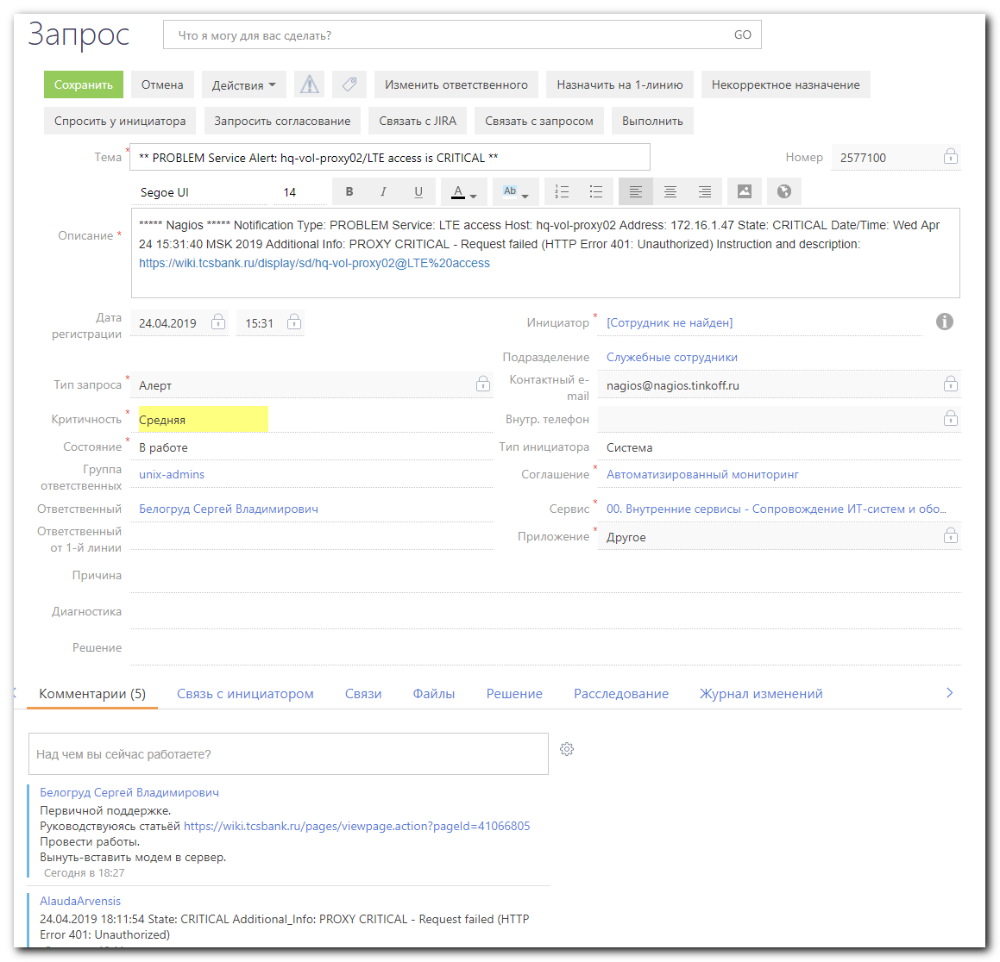 Запрос
Что я могу для вас сделать?
GO
Сохранить
Отмена
Действия
Изменить ответственного
Назначить на 1-линию
Некорректное назначение
Спросить у инициатора
Запросить согласование
Связать с JIRA
Связать с запросом
Выполнить
Тема *
** PROBLEM Service Alert: hq-vol-proxy02/LTE access is CRITICAL **
Номер
2577100
Segoe UI
14
B
I
U
A
Ab
Описание *
***** Nagios ***** Notification Type: PROBLEM Service: LTE access Host: hq-vol-proxy02 Address: 172.16.1.47 State: CRITICAL Date/Time: Wed Apr
24 15:31:40 MSK 2019 Additional Info: PROXY CRITICAL - Request failed (HTTP Error 401: Unauthorized) Instruction and description:
https://wiki.tcsbank.ru/display/sd/hq-vol-proxy02@LTE%20access
Дата
регистрации
24.04.2019
15:31
Инициатор *
[Сотрудник не найден]
Подразделение
Служебные сотрудники
Тип запроса *
Алерт
Контактный e-
mail
nagios@nagios.tinkoff.ru
Критичность *
Средняя
Внутр. телефон
Состояние *
В работе
Тип инициатора
Система
Группа
ответственных
unix-admins
Соглашение *
Автоматизированный мониторинг
Ответственный
Белогруд Сергей Владимирович
Сервис *
00. Внутренние сервисы - Сопровождение ИТ-систем и обо...
Ответственный
от 1-й линии
Приложение *
Другое
Причина
Диагностика
Решение
Комментарии (5)
Связь с инициатором
Связи
Файлы
Решение
Расследование
Журнал изменений
Над чем вы сейчас работаете?
Белогруд Сергей Владимирович
Первичной поддержке.
Руководствуюясь статьёй https://wiki.tcsbank.ru/pages/viewpage.action?pageId=41066805
Провести работы.
Вынуть-вставить модем в сервер.
Сегодня в 18:27
AlaudaArvensis
24.04.2019 18:11:54 State: CRITICAL Additional_Info: PROXY CRITICAL - Request failed (HTTP
Error 401: Unauthorized)